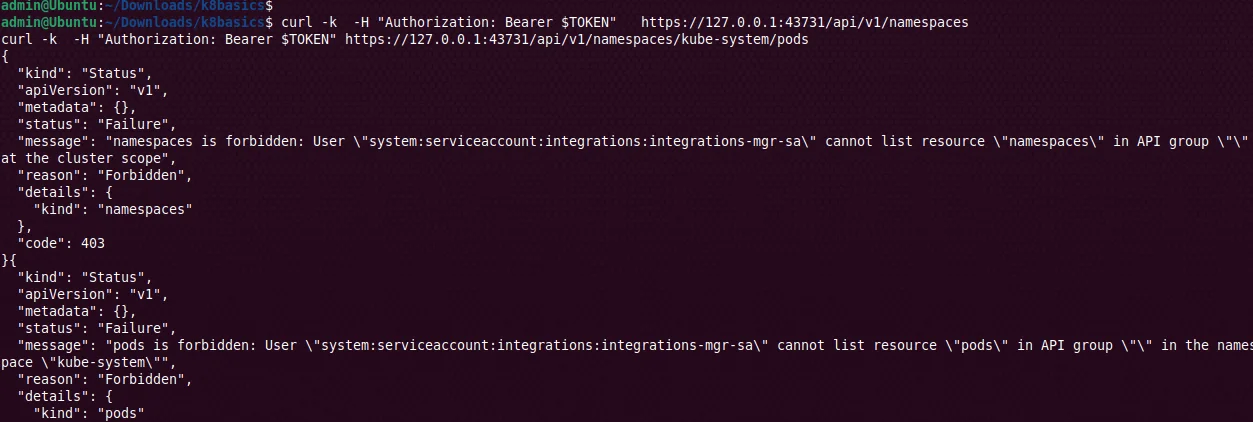 admin@Ubuntu:~/Downloads/k8basics$
admin@Ubuntu:~/Downloads/k8basics$ curl -k  -H "Authorization: Bearer $TOKEN"   https://127.0.0.1:43731/api/v1/namespaces
curl -k  -H "Authorization: Bearer $TOKEN" https://127.0.0.1:43731/api/v1/namespaces/kube-system/pods
{
  "kind": "Status",
  "apiVersion": "v1",
  "metadata": {},
  "status": "Failure",
  "message": "namespaces is forbidden: User \"system:serviceaccount:integrations:integrations-mgr-sa\" cannot list resource \"namespaces\" in API group \"\"
at the cluster scope",
  "reason": "Forbidden",
  "details": {
    "kind": "namespaces"
  },
  "code": 403
}{
  "kind": "Status",
  "apiVersion": "v1",
  "metadata": {},
  "status": "Failure",
  "message": "pods is forbidden: User \"system:serviceaccount:integrations:integrations-mgr-sa\" cannot list resource \"pods\" in API group \"\" in the names
pace \"kube-system\"",
  "reason": "Forbidden",
  "details": {
    "kind": "pods"